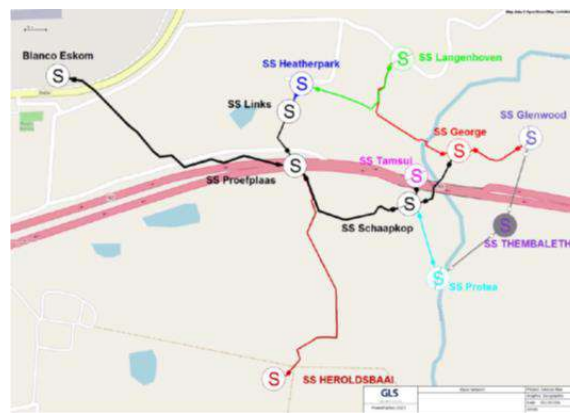 Blanco Eskom
S
SS Heatherpark
S
SS Langenhoven
S
SS Links
S
SS Glenwood
S
SS George
S
SS Proefplaas
S
SS Tamsui
S
SS Schaapkop
S
SS THEMBALETH
S
SS Protea
S
SS HEROLDSBAAI
S
GLS